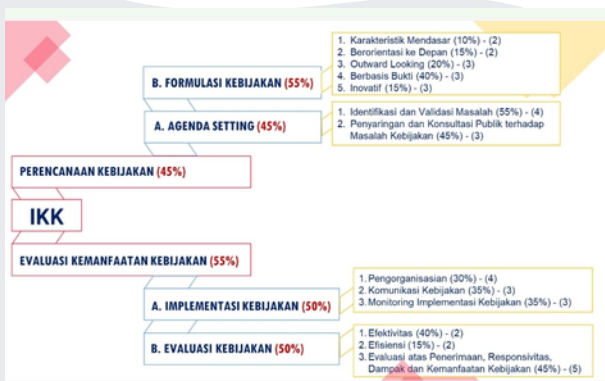 1. Karakteristik Mendasar (10%) - (2)
2. Berorientasi ke Depan (15%) - (2)
3. Outward Looking (20%) - (3)
4. Berbasis Bukti (40%) - (3)
5. Inovatif (15%) - (3)
B. FORMULASI KEBIJAKAN (55%)
1. Identifikasi dan Validasi Masalah (55%) - (4)
2. Penyaringan dan Konsultasi Publik terhadap
Masalah Kebijakan (45%) - (3)
A. AGENDA SETTING (45%)
PERENCANAAN KEBIJAKAN (45%)
IKK
EVALUASI KEMANFAATAN KEBIJAKAN (55%)
A. IMPLEMENTASI KEBIJAKAN (50%)
1. Pengorganisasian (30%) - (4)
2. Komunikasi Kebijakan (35%) - (3)
3. Monitoring Implementasi Kebijakan (35%) - (3)
B. EVALUASI KEBIJAKAN (50%)
1. Efektivitas (40%) - (2)
2. Efisiensi (15%) - (2)
3. Evaluasi atas Penerimaan, Responsivitas,
Dampak dan Kemanfaatan Kebijakan (45%) - (5)